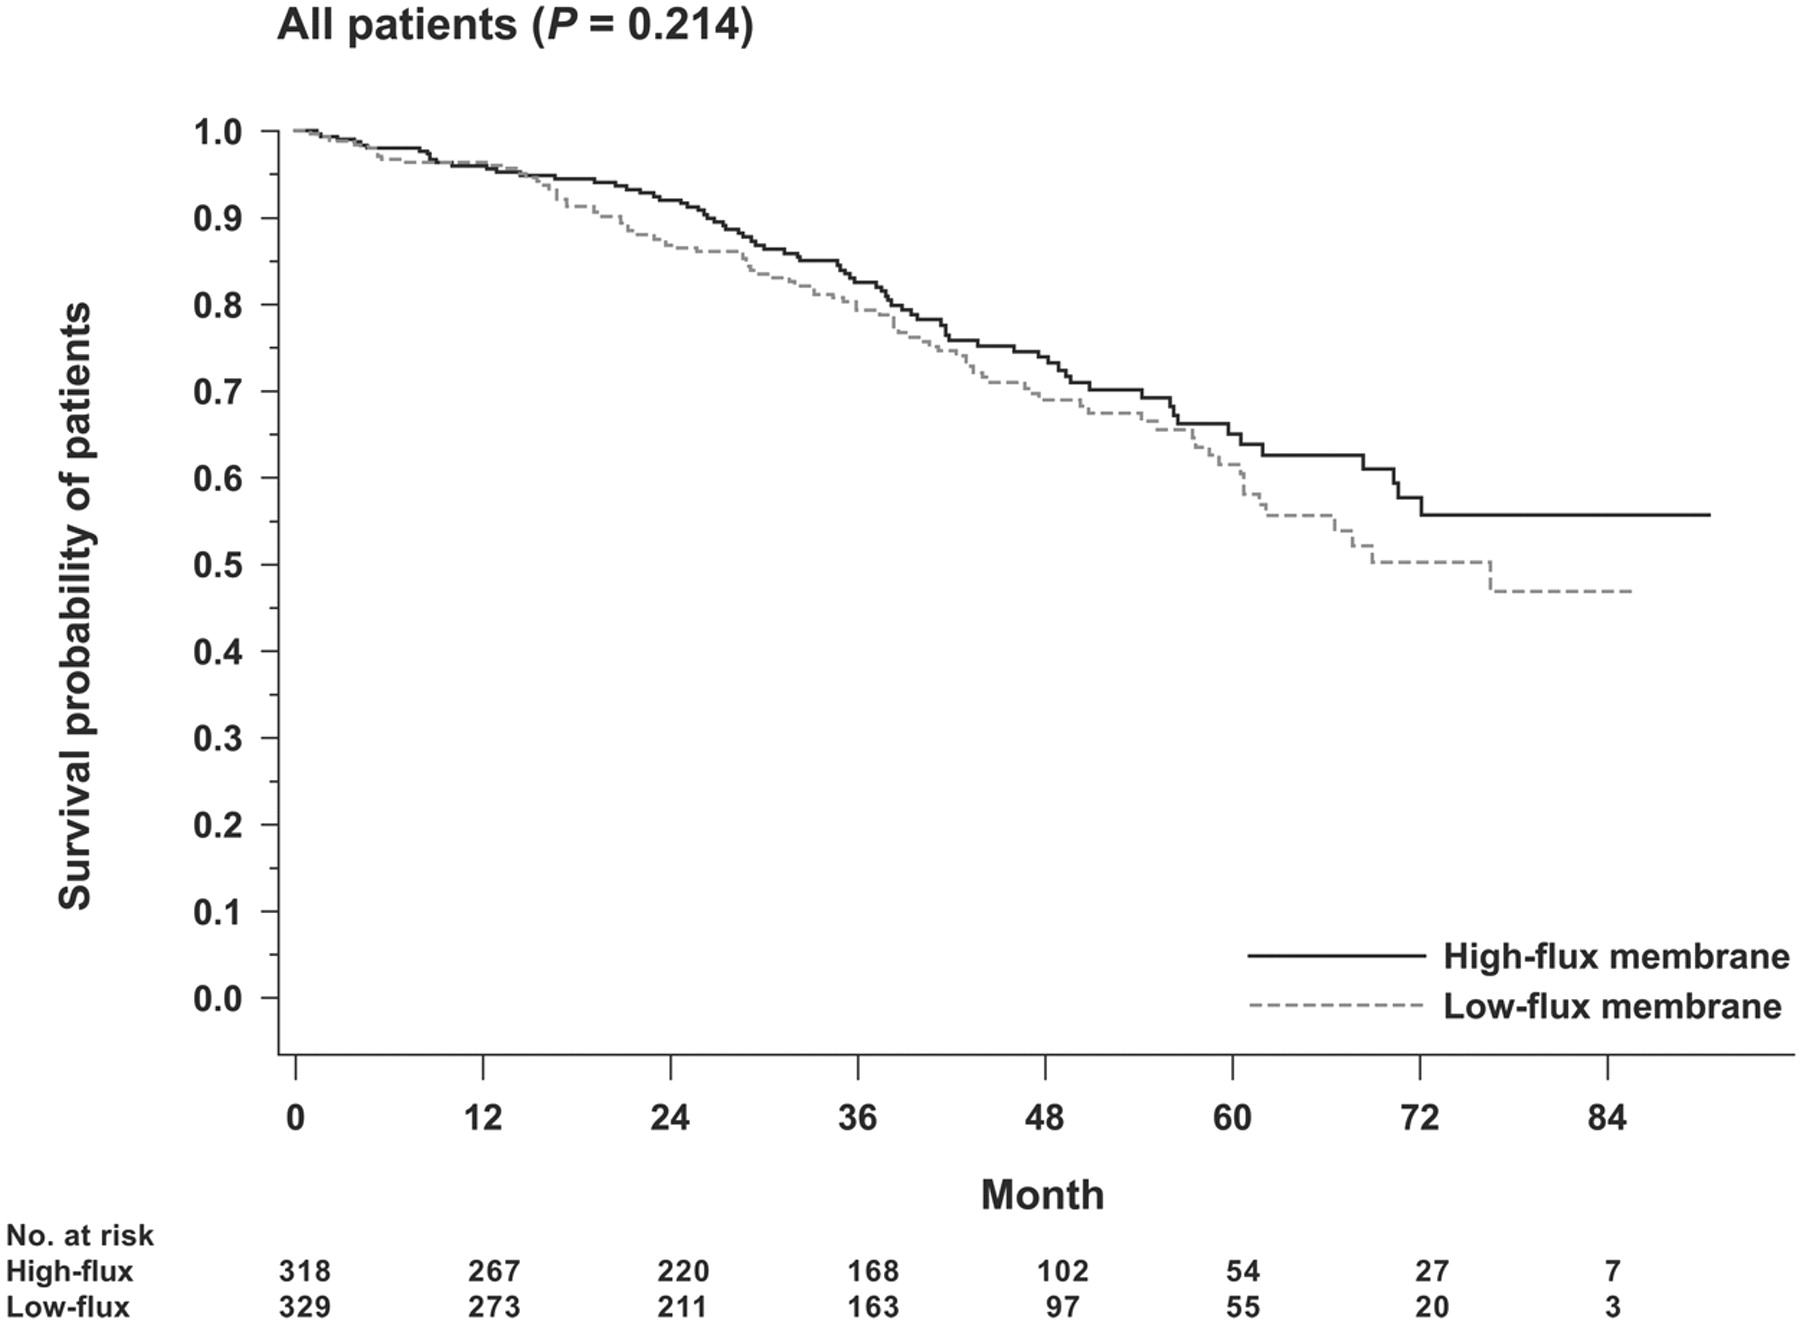 All patients (P = 0.214)
Survival probability of patients
1.0
0.9
0.8
0.7
0.6
0.5
0.4
0.3
0.2
0.1
0.0
High-flux membrane
Low-flux membrane
0 12 24 36 48 60 72 84
Month
No. at risk
High-flux 318 267 220 168 102 54 27 7
Low-flux 329 273 211 163 97 55 20 3